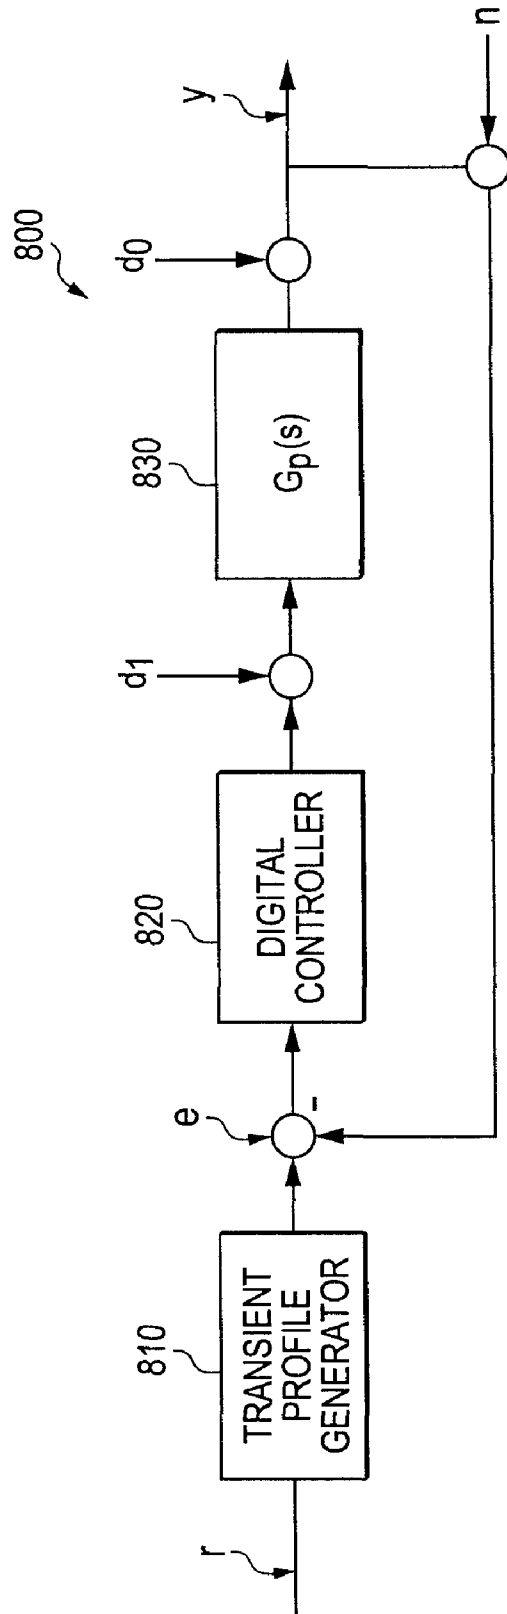 800
r
810
TRANSIENT
PROFILE
GENERATOR
e
-
820
DIGITAL
CONTROLLER
d1
830
Gp(s)
d0
y
n